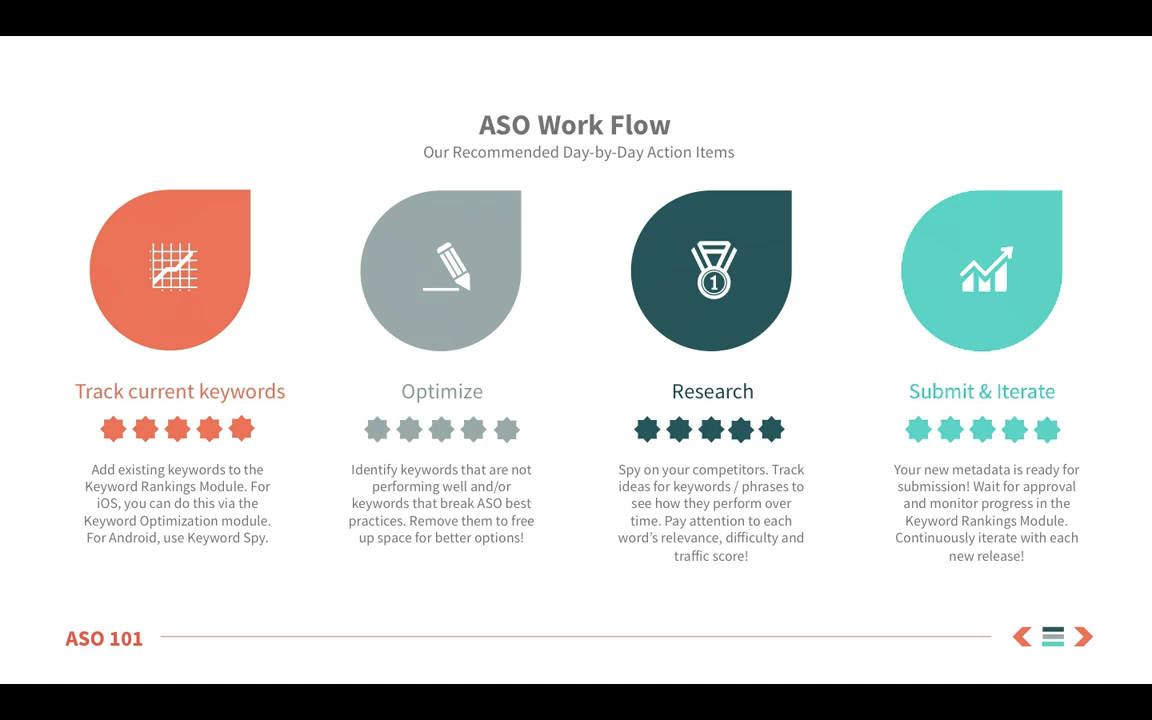 ASO Work Flow
Our Recommended Day-by-Day Action Items
1
Track current keywords
Add existing keywords to the
Keyword Rankings Module. For
iOS, you can do this via the
Keyword Optimization module.
For Android, use Keyword Spy.
Optimize
Identify keywords that are not
performing well and/or
keywords that break ASO best
practices. Remove them to free
up space for better options!
Research
Spy on your competitors. Track
ideas for keywords / phrases to
see how they perform over
time. Pay attention to each
word's relevance, difficulty and
traffic score!
Submit & Iterate
Your new metadata is ready for
submission! Wait for approval
and monitor progress in the
Keyword Rankings Module.
Continuously iterate with each
new release!
ASO 101